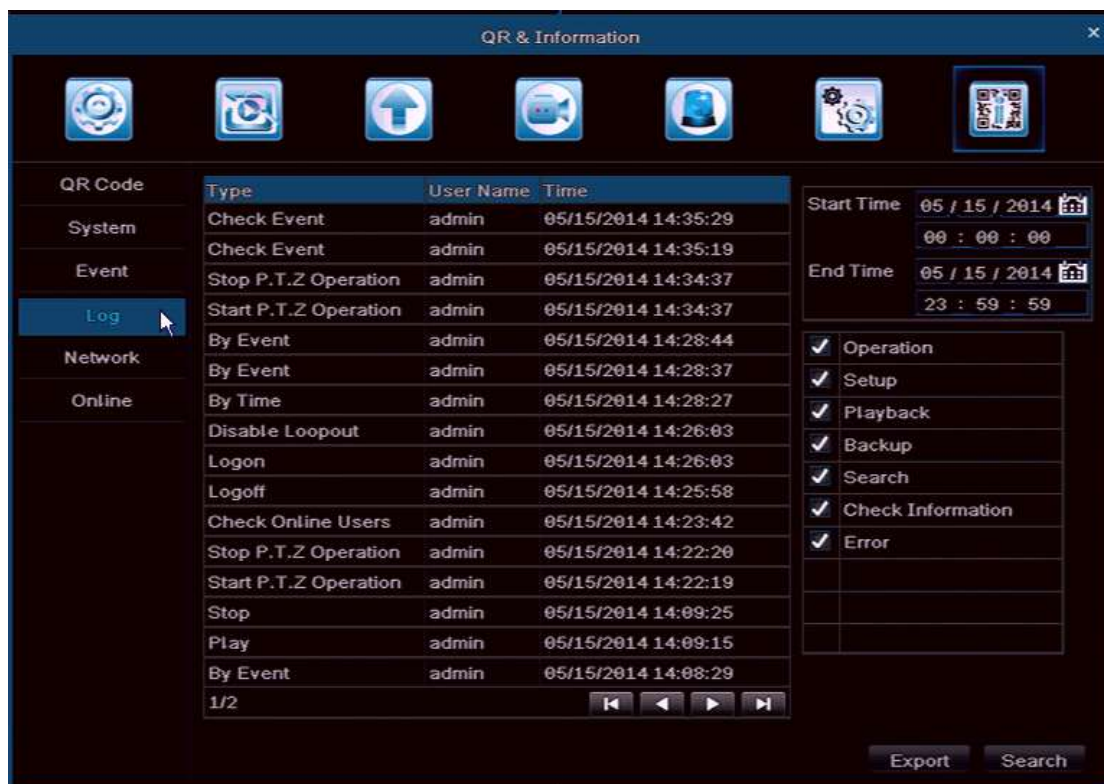 QR & Information
QR Code
System
Event
Log
Network
Online
Type User Name Time
Check Event admin 05/15/2014 14:35:29
Check Event admin 05/15/2014 14:35:19
Stop P.T.Z Operation admin 05/15/2014 14:34:37
Start P.T.Z Operation admin 05/15/2014 14:34:37
By Event admin 05/15/2014 14:28:44
By Event admin 05/15/2014 14:28:37
By Time admin 05/15/2014 14:28:27
Disable Loopout admin 05/15/2014 14:26:03
Logon admin 05/15/2014 14:26:03
Logoff admin 05/15/2014 14:25:58
Check Online Users admin 05/15/2014 14:23:42
Stop P.T.Z Operation admin 05/15/2014 14:22:20
Start P.T.Z Operation admin 05/15/2014 14:22:19
Stop admin 05/15/2014 14:09:25
Play admin 05/15/2014 14:09:15
By Event admin 05/15/2014 14:08:29
1/2
Start Time 05 / 15 / 2014
00 : 00 : 00
End Time 05 / 15 / 2014
23 : 59 : 59
Operation
Setup
Playback
Backup
Search
Check Information
Error
Export Search